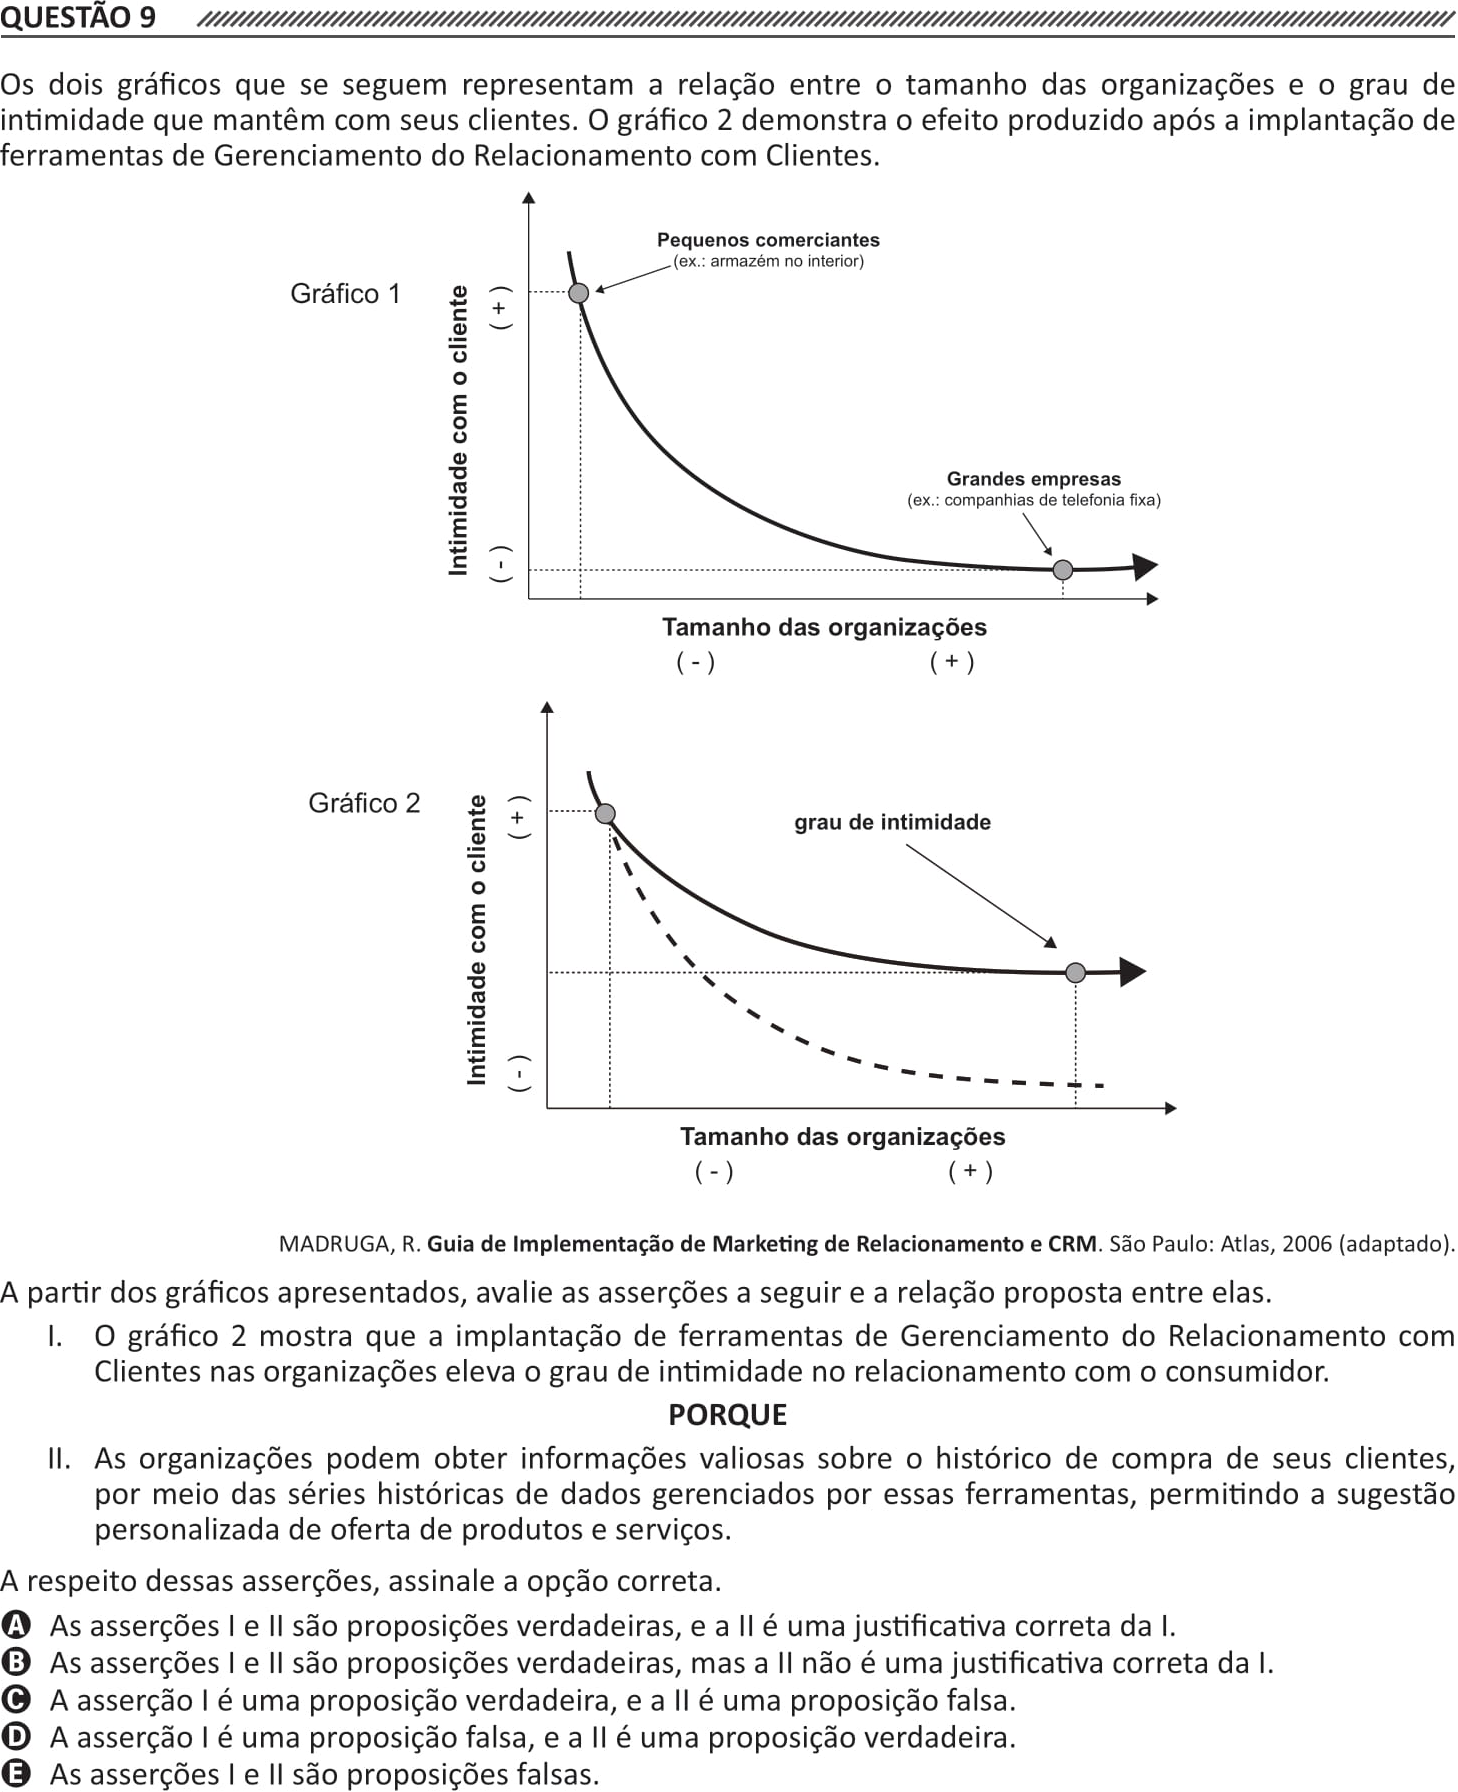 QUESTÃO 9
Os dois gráficos que se seguem representam a relação entre o tamanho das organizações e o grau de
intimidade que mantêm com seus clientes. O gráfico 2 demonstra o efeito produzido após a implantação de
ferramentas de Gerenciamento do Relacionamento com Clientes.
Gráfico 1
Intimidade com o cliente
( + )
( - )
Pequenos comerciantes
(ex.: armazém no interior)
Grandes empresas
(ex.: companhias de telefonia fixa)
Tamanho das organizações
( - ) ( + )
Gráfico 2
Intimidade com o cliente
( + )
( - )
grau de intimidade
Tamanho das organizações
( - ) ( + )
MADRUGA, R. Guia de Implementação de Marketing de Relacionamento e CRM. São Paulo: Atlas, 2006 (adaptado).
A partir dos gráficos apresentados, avalie as asserções a seguir e a relação proposta entre elas.
I. O gráfico 2 mostra que a implantação de ferramentas de Gerenciamento do Relacionamento com
Clientes nas organizações eleva o grau de intimidade no relacionamento com o consumidor.
PORQUE
II. As organizações podem obter informações valiosas sobre o histórico de compra de seus clientes,
por meio das séries históricas de dados gerenciados por essas ferramentas, permitindo a sugestão
personalizada de oferta de produtos e serviços.
A respeito dessas asserções, assinale a opção correta.
A As asserções I e II são proposições verdadeiras, e a II é uma justificativa correta da I.
B As asserções I e II são proposições verdadeiras, mas a II não é uma justificativa correta da I.
C A asserção I é uma proposição verdadeira, e a II é uma proposição falsa.
D A asserção I é uma proposição falsa, e a II é uma proposição verdadeira.
E As asserções I e II são proposições falsas.